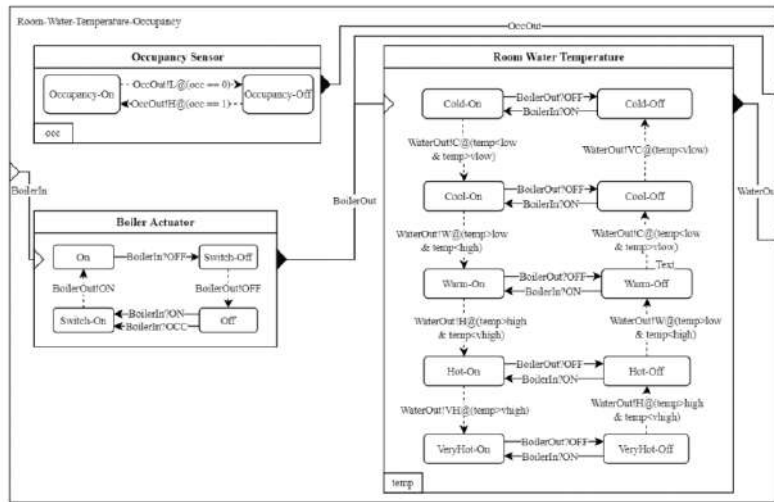 Room-Water-Temperature-Occupancy
OccOut
Occupancy Sensor
Occupancy-On
OccOut!L@(occ == 0)
OccOut!H@(occ == 1)
Occupancy-Off
occ
BoilerIn
BoilerOut
Boiler Actuator
On
BoilerIn?OFF
Switch-Off
BoilerOut!ON
BoilerOut!OFF
Switch-On
BoilerIn?ON
BoilerIn?OCC
Off
Room Water Temperature
Cold-On
BoilerOut?OFF
BoilerIn?ON
Cold-Off
WaterOut!C@(temp<low
& temp>vlow)
WaterOut!VC@(temp<vlow)
Cool-On
BoilerOut?OFF
BoilerIn?ON
Cool-Off
WaterOut!W@(temp>low
& temp<high)
WaterOut!C@(temp<low
& temp>vlow)
Text
Warm-On
BoilerOut?OFF
BoilerIn?ON
Warm-Off
WaterOut!H@(temp>high
& temp<vhigh)
WaterOut!W@(temp>low
& temp<high)
Hot-On
BoilerOut?OFF
BoilerIn?ON
Hot-Off
WaterOut!VH@(temp>vhigh)
WaterOut!H@(temp>high
& temp<vhigh)
VeryHot-On
BoilerOut?OFF
BoilerIn?ON
VeryHot-Off
temp
WaterOu